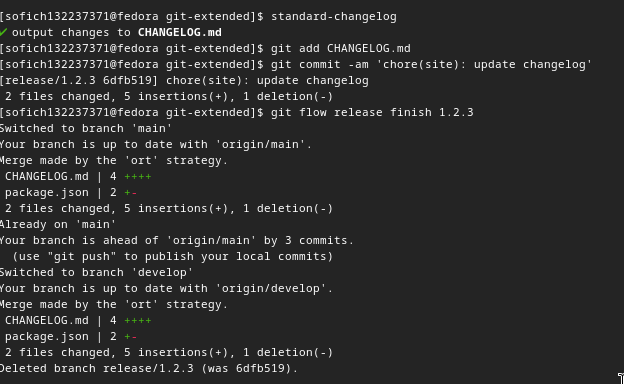 [sofich132237371@fedora git-extended]$ standard-changelog
✔ output changes to CHANGELOG.md
[sofich132237371@fedora git-extended]$ git add CHANGELOG.md
[sofich132237371@fedora git-extended]$ git commit -am 'chore(site): update changelog'
[release/1.2.3 6dfb519] chore(site): update changelog
 2 files changed, 5 insertions(+), 1 deletion(-)
[sofich132237371@fedora git-extended]$ git flow release finish 1.2.3
Switched to branch 'main'
Your branch is up to date with 'origin/main'.
Merge made by the 'ort' strategy.
 CHANGELOG.md | 4 ++++
 package.json | 2 +-
 2 files changed, 5 insertions(+), 1 deletion(-)
Already on 'main'
Your branch is ahead of 'origin/main' by 3 commits.
  (use "git push" to publish your local commits)
Switched to branch 'develop'
Your branch is up to date with 'origin/develop'.
Merge made by the 'ort' strategy.
 CHANGELOG.md | 4 ++++
 package.json | 2 +-
 2 files changed, 5 insertions(+), 1 deletion(-)
Deleted branch release/1.2.3 (was 6dfb519).